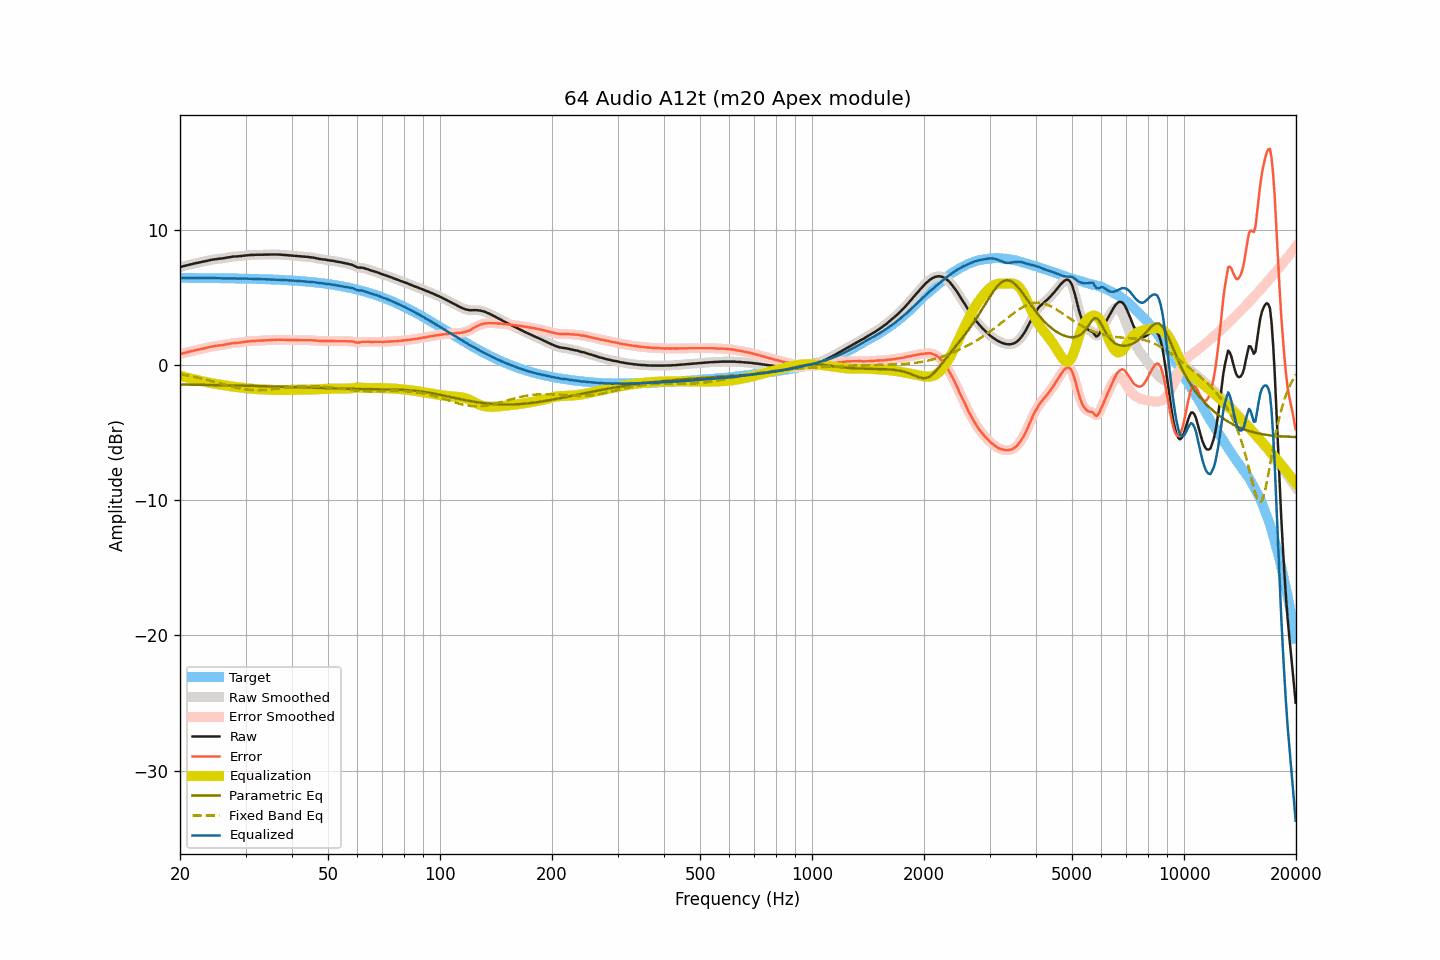 64 Audio A12t (m20 Apex module)
10
0
−10
−20
−30
Amplitude (dBr)
Target
Raw Smoothed
Error Smoothed
Raw
Error
Equalization
Parametric Eq
Fixed Band Eq
Equalized
20 50 100 200 500 1000 2000 5000 10000 20000
Frequency (Hz)